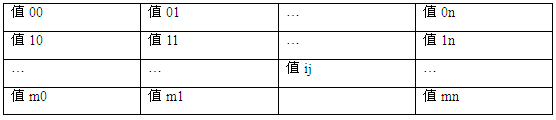 值 00 值 01 … 值 0n
值 10 值 11 … 值 1n
… … 值 ij …
值 m0 值 m1 值 mn